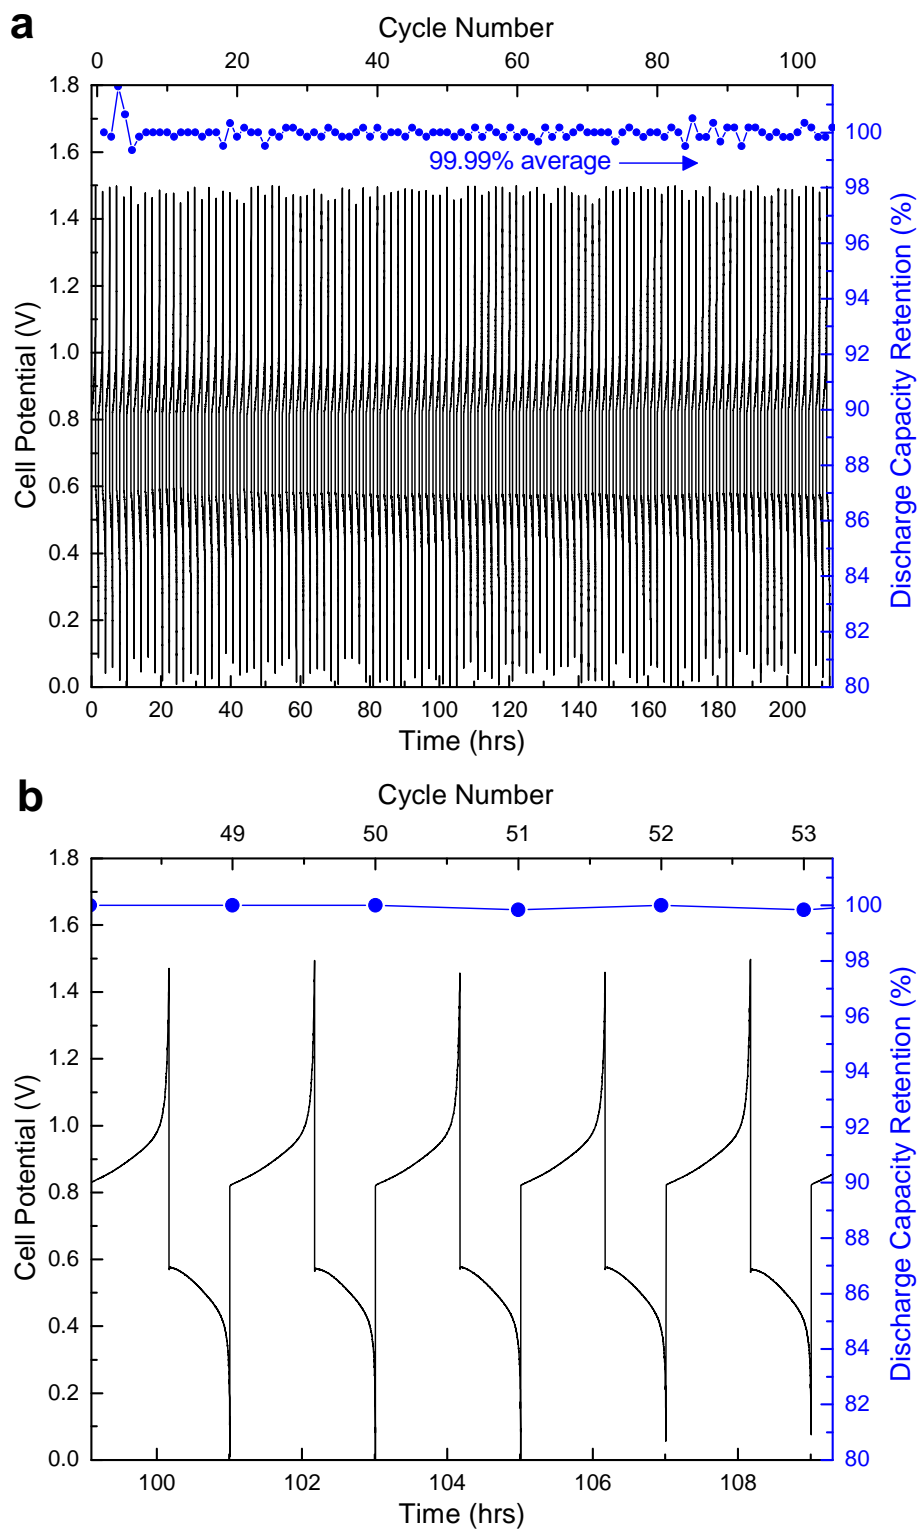 a
Cycle Number
0 20 40 60 80 100
1.8
1.6
1.4
1.2
1.0
0.8
0.6
0.4
0.2
0.0
Cell Potential (V)
99.99% average
100
98
96
94
92
90
88
86
84
82
80
Discharge Capacity Retention (%)
0 20 40 60 80 100 120 140 160 180 200
Time (hrs)
b
Cycle Number
49 50 51 52 53
1.8
1.6
1.4
1.2
1.0
0.8
0.6
0.4
0.2
0.0
Cell Potential (V)
100
98
96
94
92
90
88
86
84
82
80
Discharge Capacity Retention (%)
100 102 104 106 108
Time (hrs)